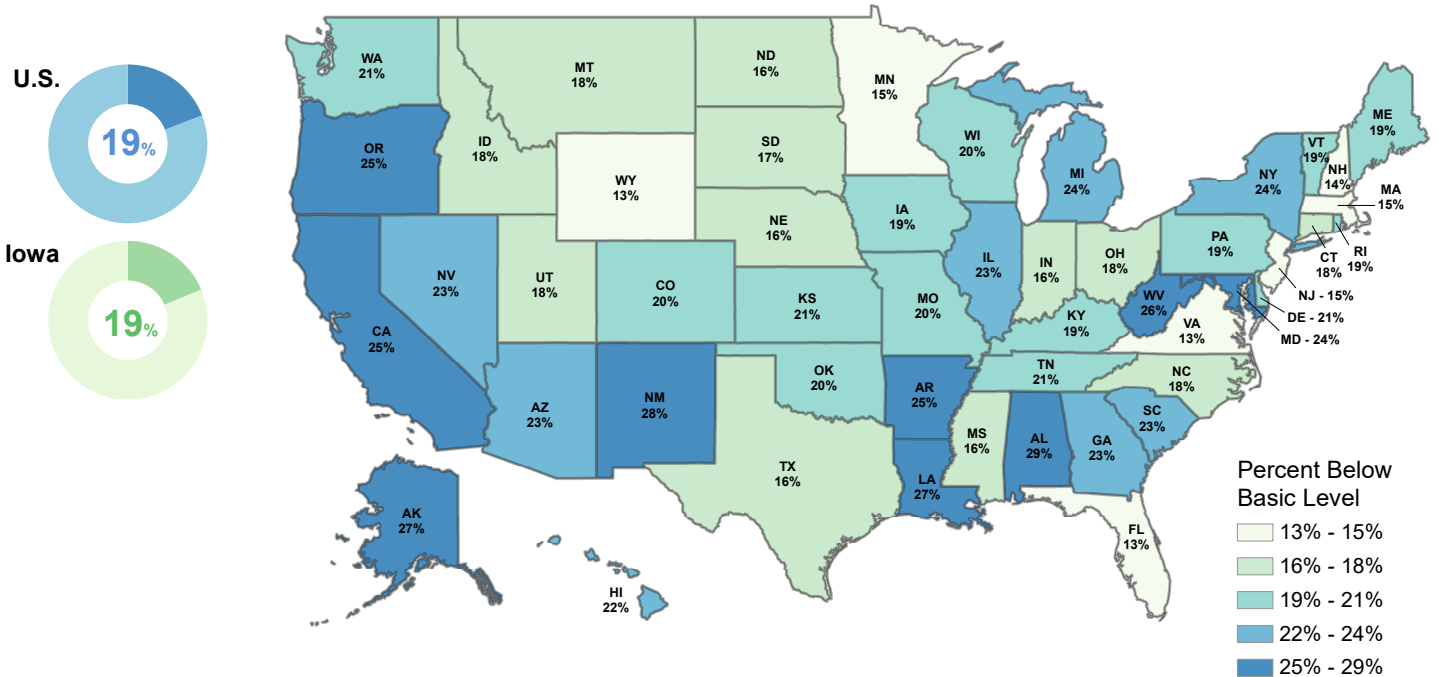 U.S.
19%
Iowa
19%
WA
21%
OR
25%
CA
25%
NV
23%
ID
18%
MT
18%
WY
13%
UT
18%
AZ
23%
CO
20%
NM
28%
ND
16%
SD
17%
NE
16%
KS
21%
OK
20%
TX
16%
MN
15%
IA
19%
MO
20%
AR
25%
LA
27%
WI
20%
IL
23%
MI
24%
IN
16%
OH
18%
KY
19%
TN
21%
MS
16%
AL
29%
GA
23%
FL
13%
SC
23%
NC
18%
VA
13%
WV
26%
PA
19%
NY
24%
VT
19%
NH
14%
ME
19%
MA
15%
RI
19%
CT
18%
NJ - 15%
DE - 21%
MD - 24%
AK
27%
HI
22%
Percent Below
Basic Level
13% - 15%
16% - 18%
19% - 21%
22% - 24%
25% - 29%